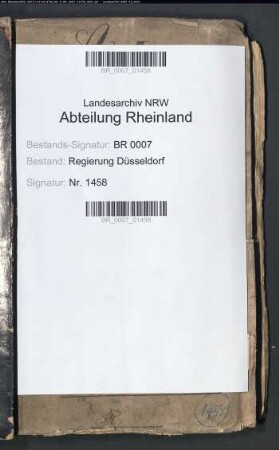 BR_0007_01458
Landesarchiv NRW
Abteilung Rheinland
Bestands-Signatur: BR 0007
Bestand: Regierung Düsseldorf
Signatur: Nr. 1458
BR_0007_01458